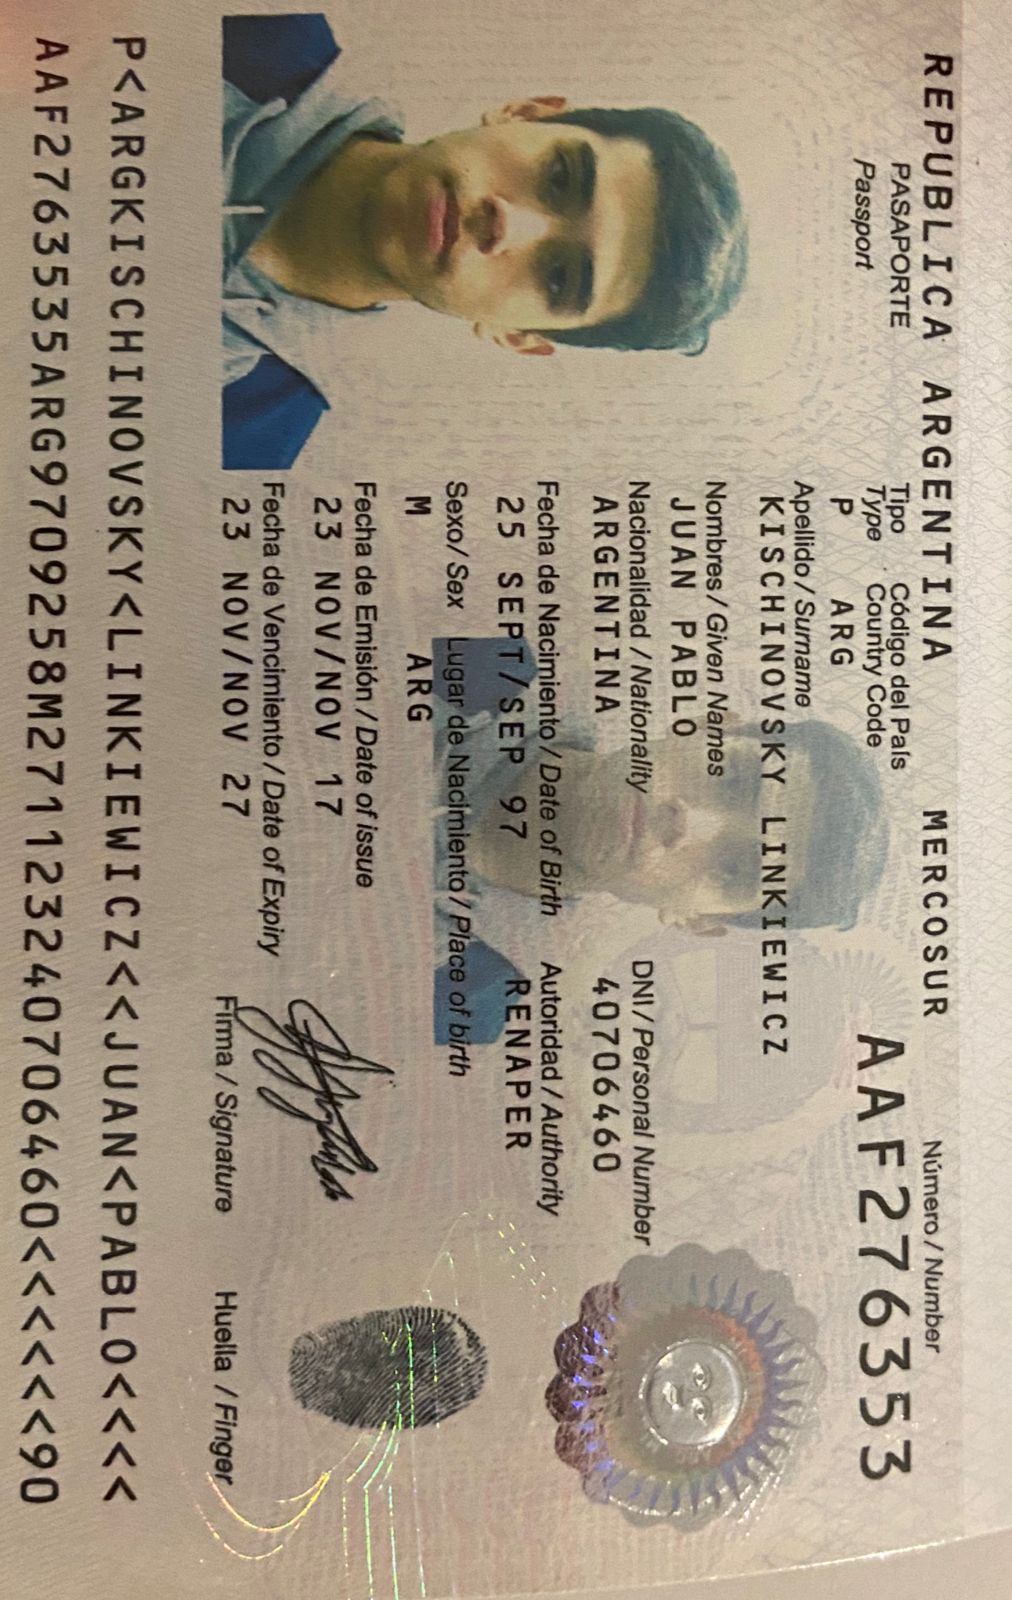 REPUBLICA ARGENTINA MERCOSUR
PASAPORTE Tipo Código del País Número / Number
Passport Type Country Code
P ARG AAF276353
Apellido / Surname
KISCHINOVSKY LINKIEWICZ
Nombres / Given Names
JUAN PABLO
Nacionalidad / Nationality DNI / Personal Number
ARGENTINA 40706460
Fecha de Nacimiento / Date of Birth Autoridad / Authority
25 SEPT/SEP 97 RENAPER
Sexo / Sex Lugar de Nacimiento / Place of birth
M ARG
Fecha de Emisión / Date of issue
23 NOV/NOV 17
Fecha de Vencimiento / Date of Expiry
23 NOV/NOV 27
Firma / Signature Huella / Finger
P<ARGKISCHINOVSKY<LINKIEWICZ<<JUAN<PABLO<<<<
AAF2763535ARG9709258M271123240706460<<<<<<90